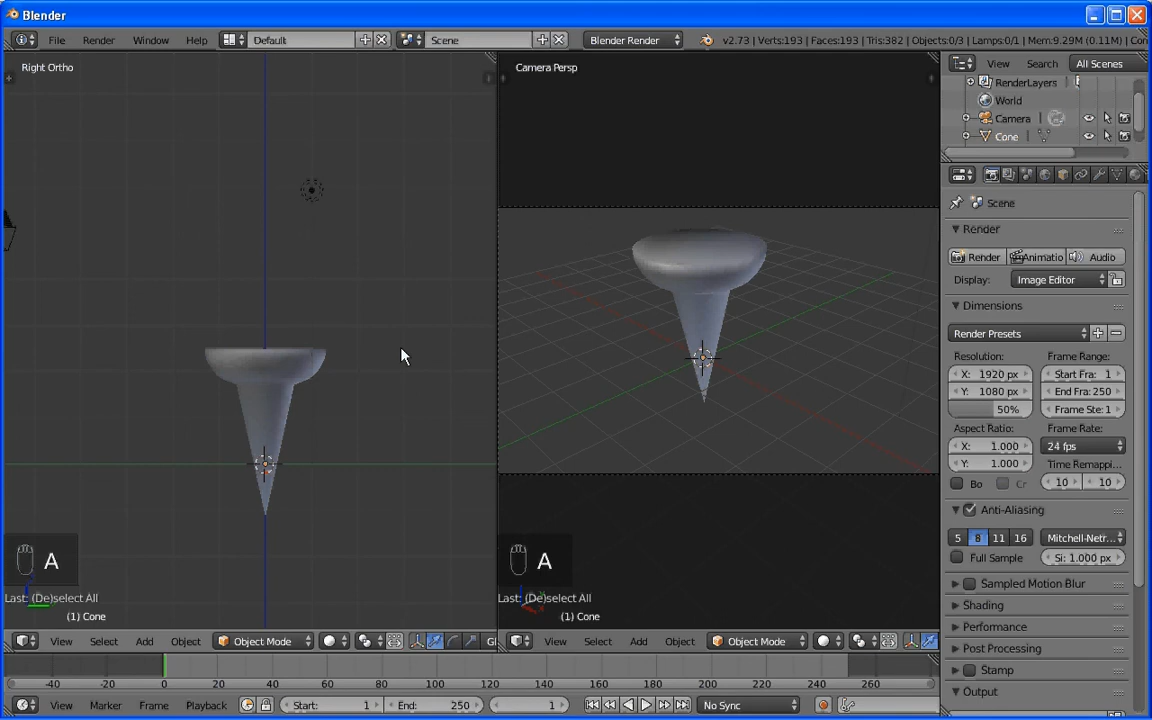 Blender
File Render Window Help Default Scene Blender Render v2.73 | Verts:193 | Faces:193 | Tris:382 | Objects:0/3 | Lamps:0/1 | Mem:9.29M (0.11M) | Con
Right Ortho
Camera Persp
View Search All Scenes
RenderLayers
World
Camera
Cone
Scene
Render
Render Animatio Audio
Display: Image Editor
Dimensions
Render Presets
Resolution: Frame Range:
X: 1920 px Start Fra: 1
Y: 1080 px End Fra: 250
50% Frame Ste: 1
Aspect Ratio: Frame Rate:
X: 1.000 24 fps
Y: 1.000 Time Remappi...
Bo Cr 10 10
Anti-Aliasing
5 8 11 16 Mitchell-Netr...
Full Sample Si: 1.000 px
Sampled Motion Blur
Shading
Performance
Post Processing
Stamp
Output
A
Last: (De)select All
(1) Cone
A
Last: (De)select All
(1) Cone
View Select Add Object Object Mode Gl
View Select Add Object Object Mode
-40 -20 0 20 40 60 80 100 120 140 160 180 200 220 240 260
View Marker Frame Playback Start: 1 End: 250 1 No Sync